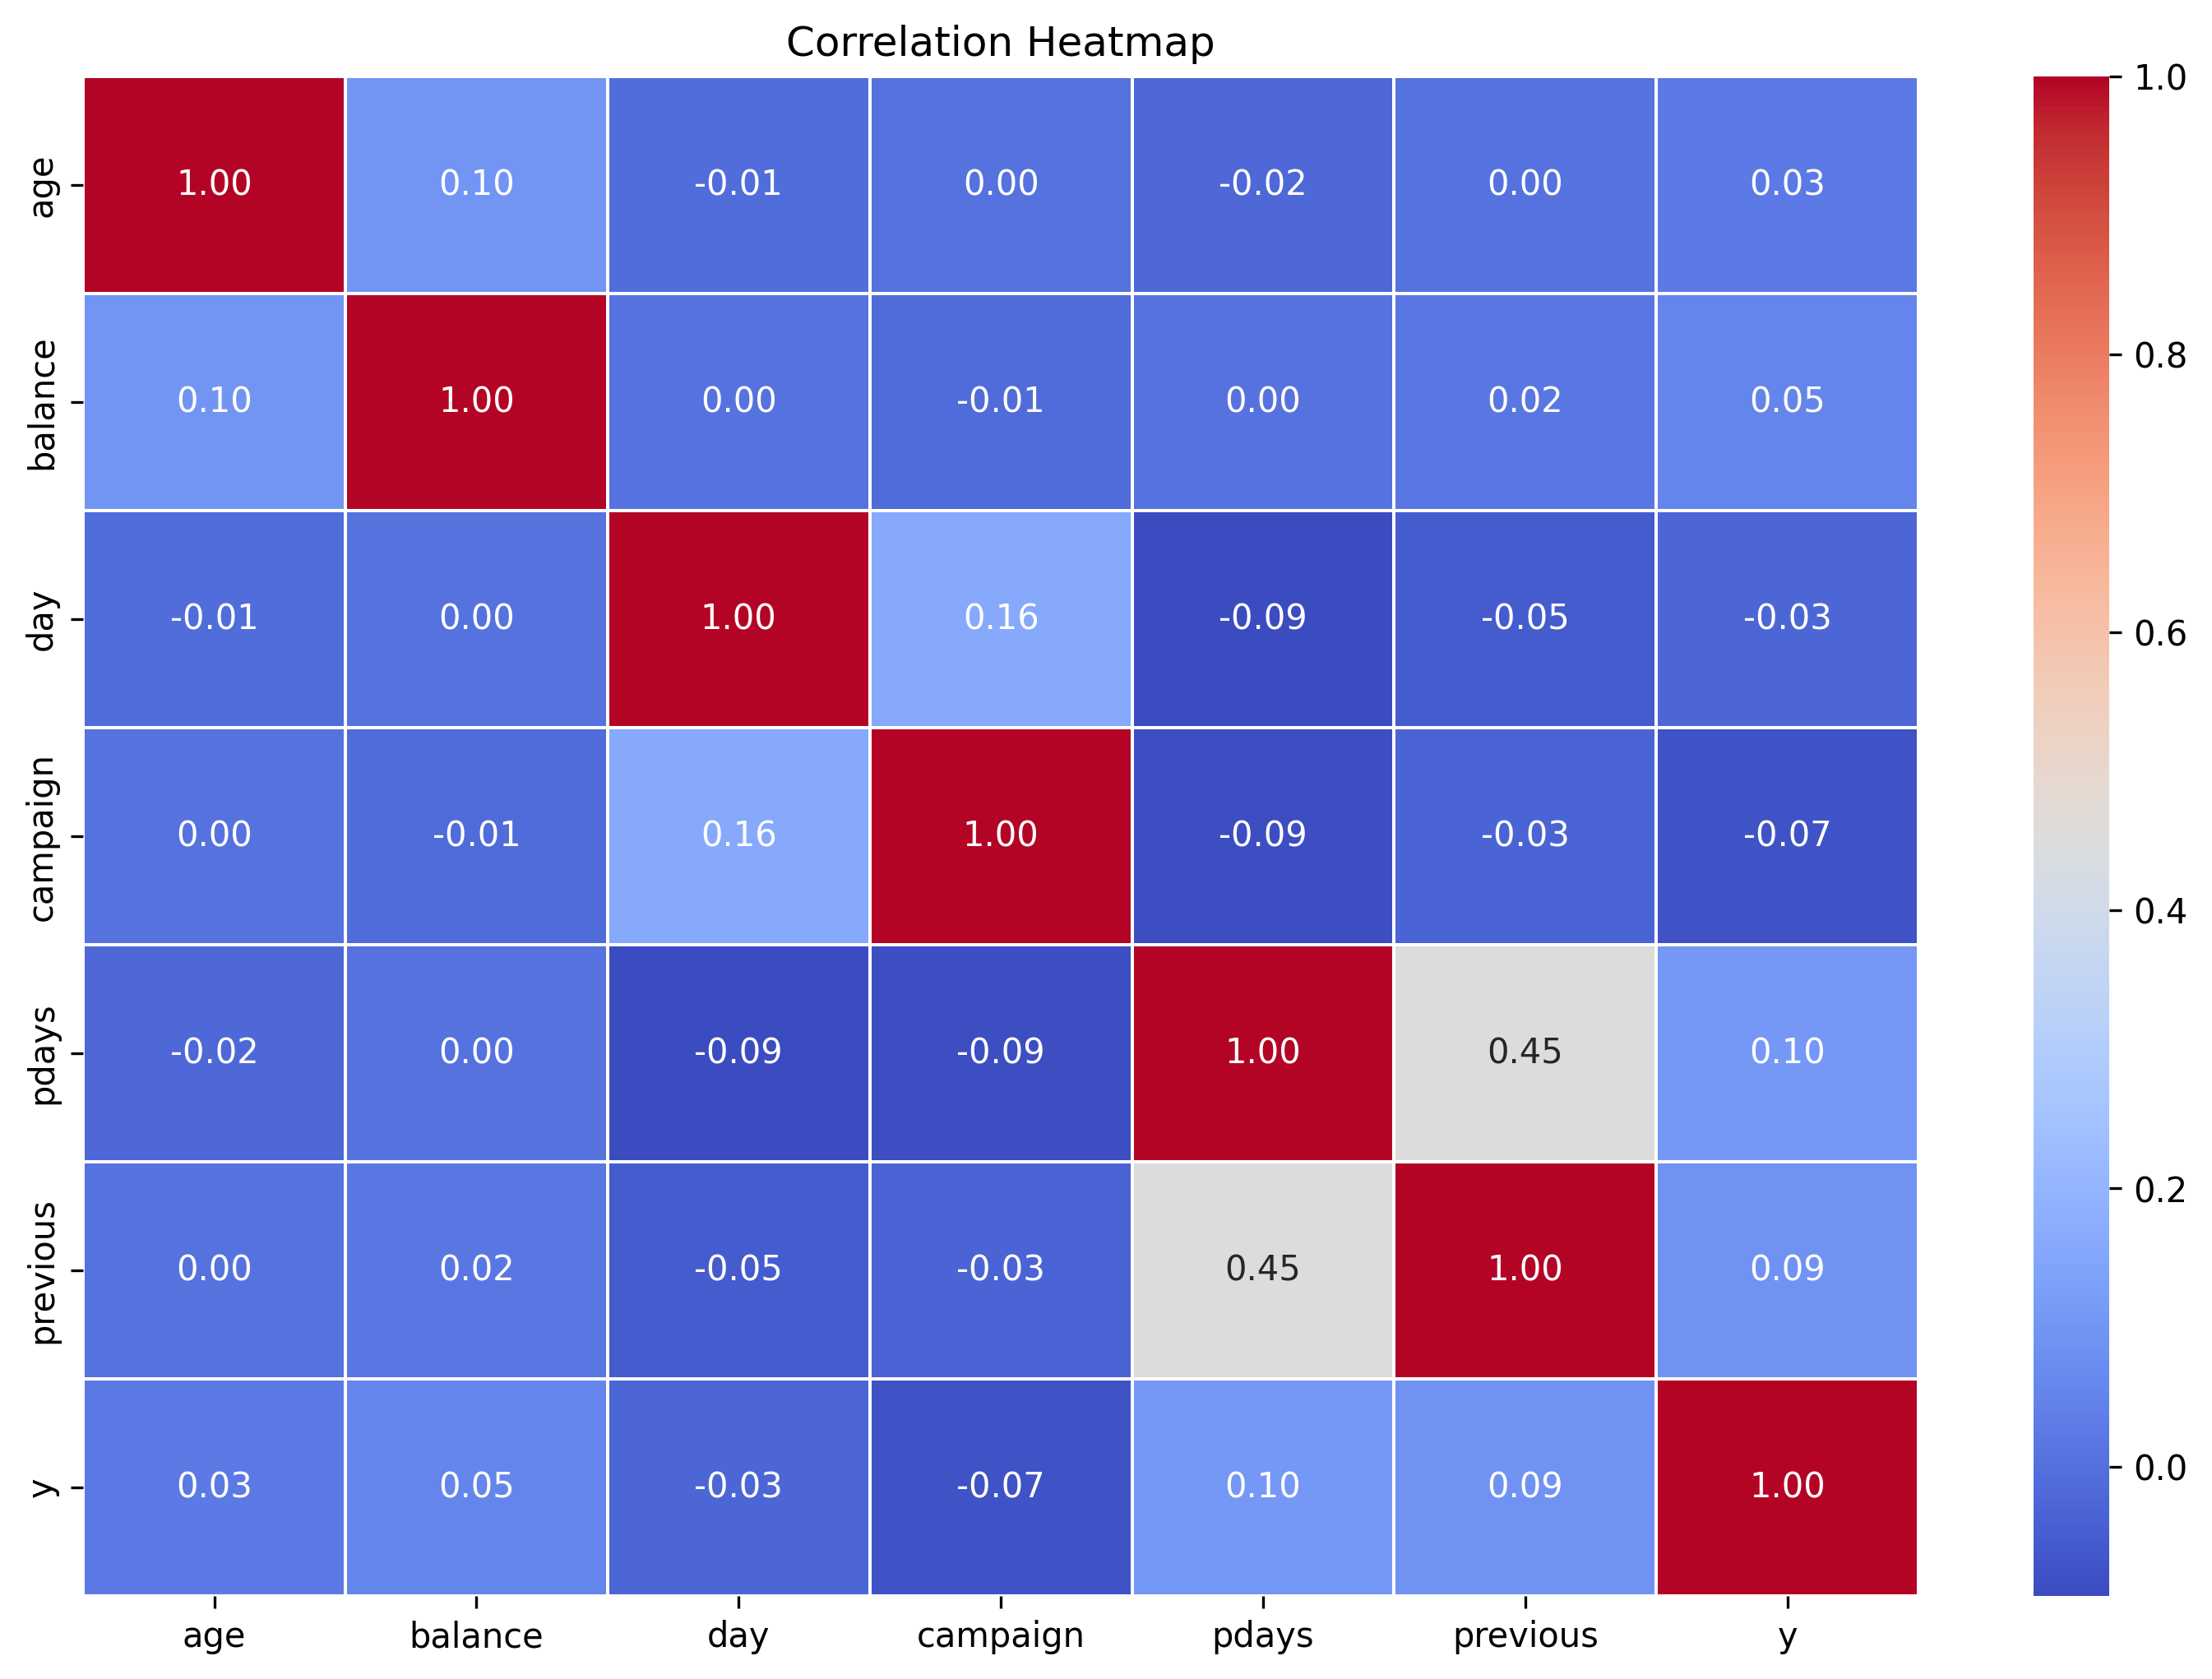 Correlation Heatmap
age 1.00 0.10 -0.01 0.00 -0.02 0.00 0.03
balance 0.10 1.00 0.00 -0.01 0.00 0.02 0.05
day -0.01 0.00 1.00 0.16 -0.09 -0.05 -0.03
campaign 0.00 -0.01 0.16 1.00 -0.09 -0.03 -0.07
pdays -0.02 0.00 -0.09 -0.09 1.00 0.45 0.10
previous 0.00 0.02 -0.05 -0.03 0.45 1.00 0.09
y 0.03 0.05 -0.03 -0.07 0.10 0.09 1.00
age balance day campaign pdays previous y
1.0
0.8
0.6
0.4
0.2
0.0